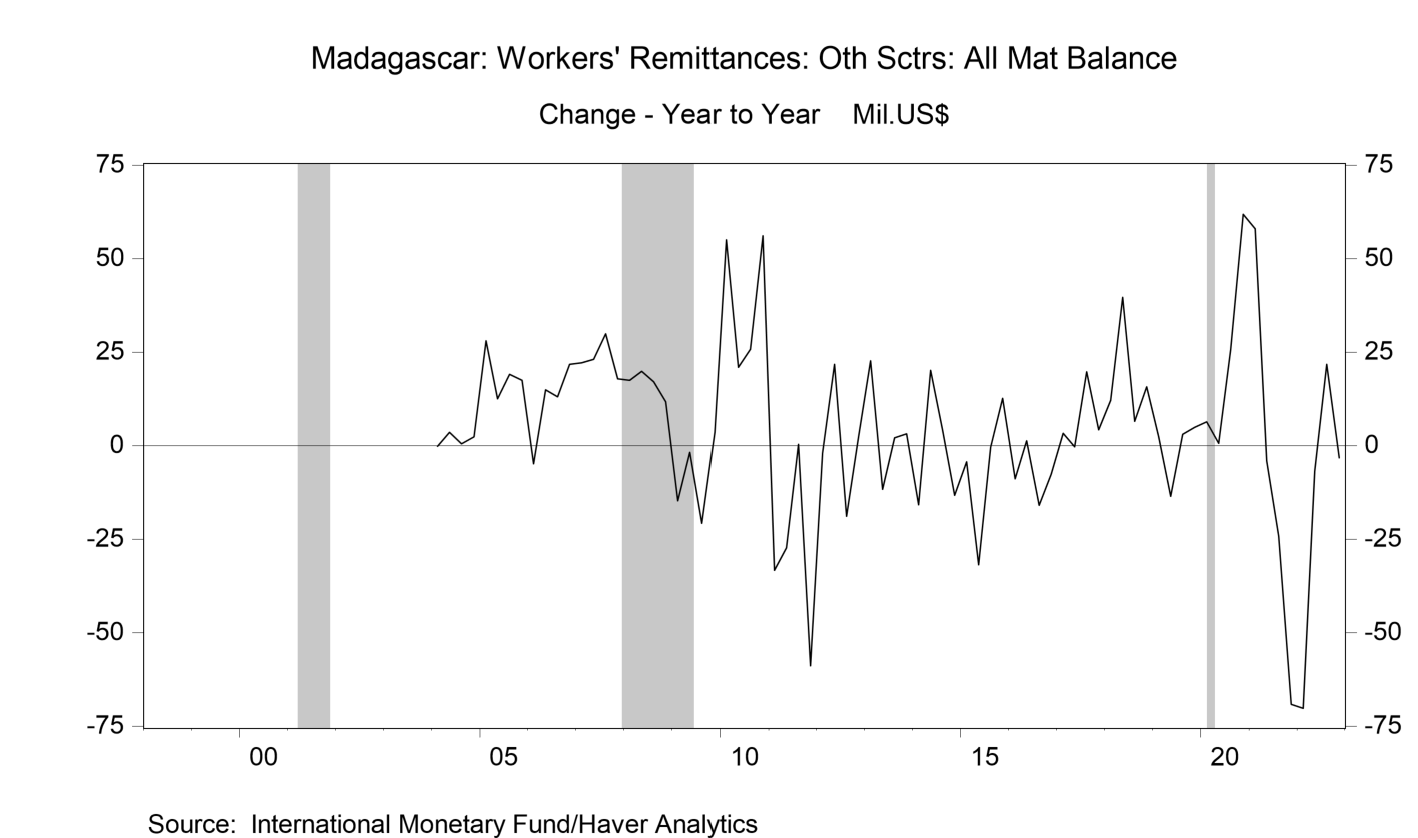 Madagascar: Workers' Remittances: Oth Sctrs: All Mat Balance
Change - Year to Year Mil.US$
75 75
50 50
25 25
0 0
-25 -25
-50 -50
-75 -75
00 05 10 15 20
Source: International Monetary Fund/Haver Analytics